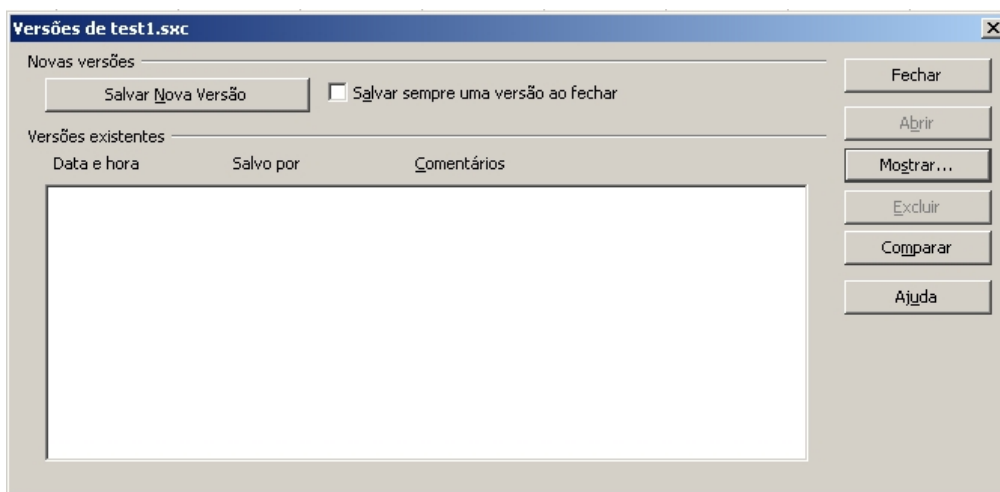 Versões de test1.sxc
Novas versões
Salvar Nova Versão
Salvar sempre uma versão ao fechar
Versões existentes
Data e hora Salvo por Comentários
Fechar
Abrir
Mostrar...
Excluir
Comparar
Ajuda